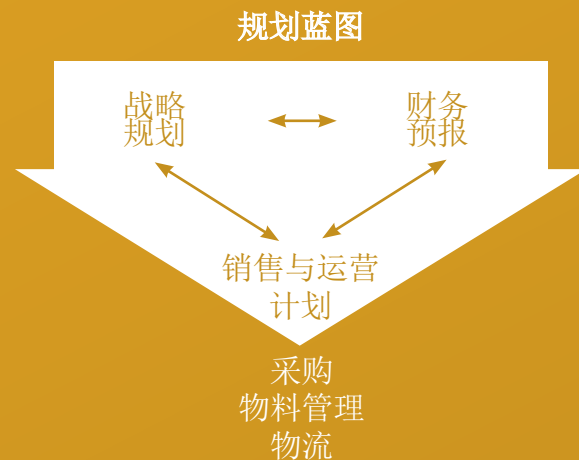 规划蓝图
战略
规划
财务
预报
销售与运营
计划
采购
物料管理
物流